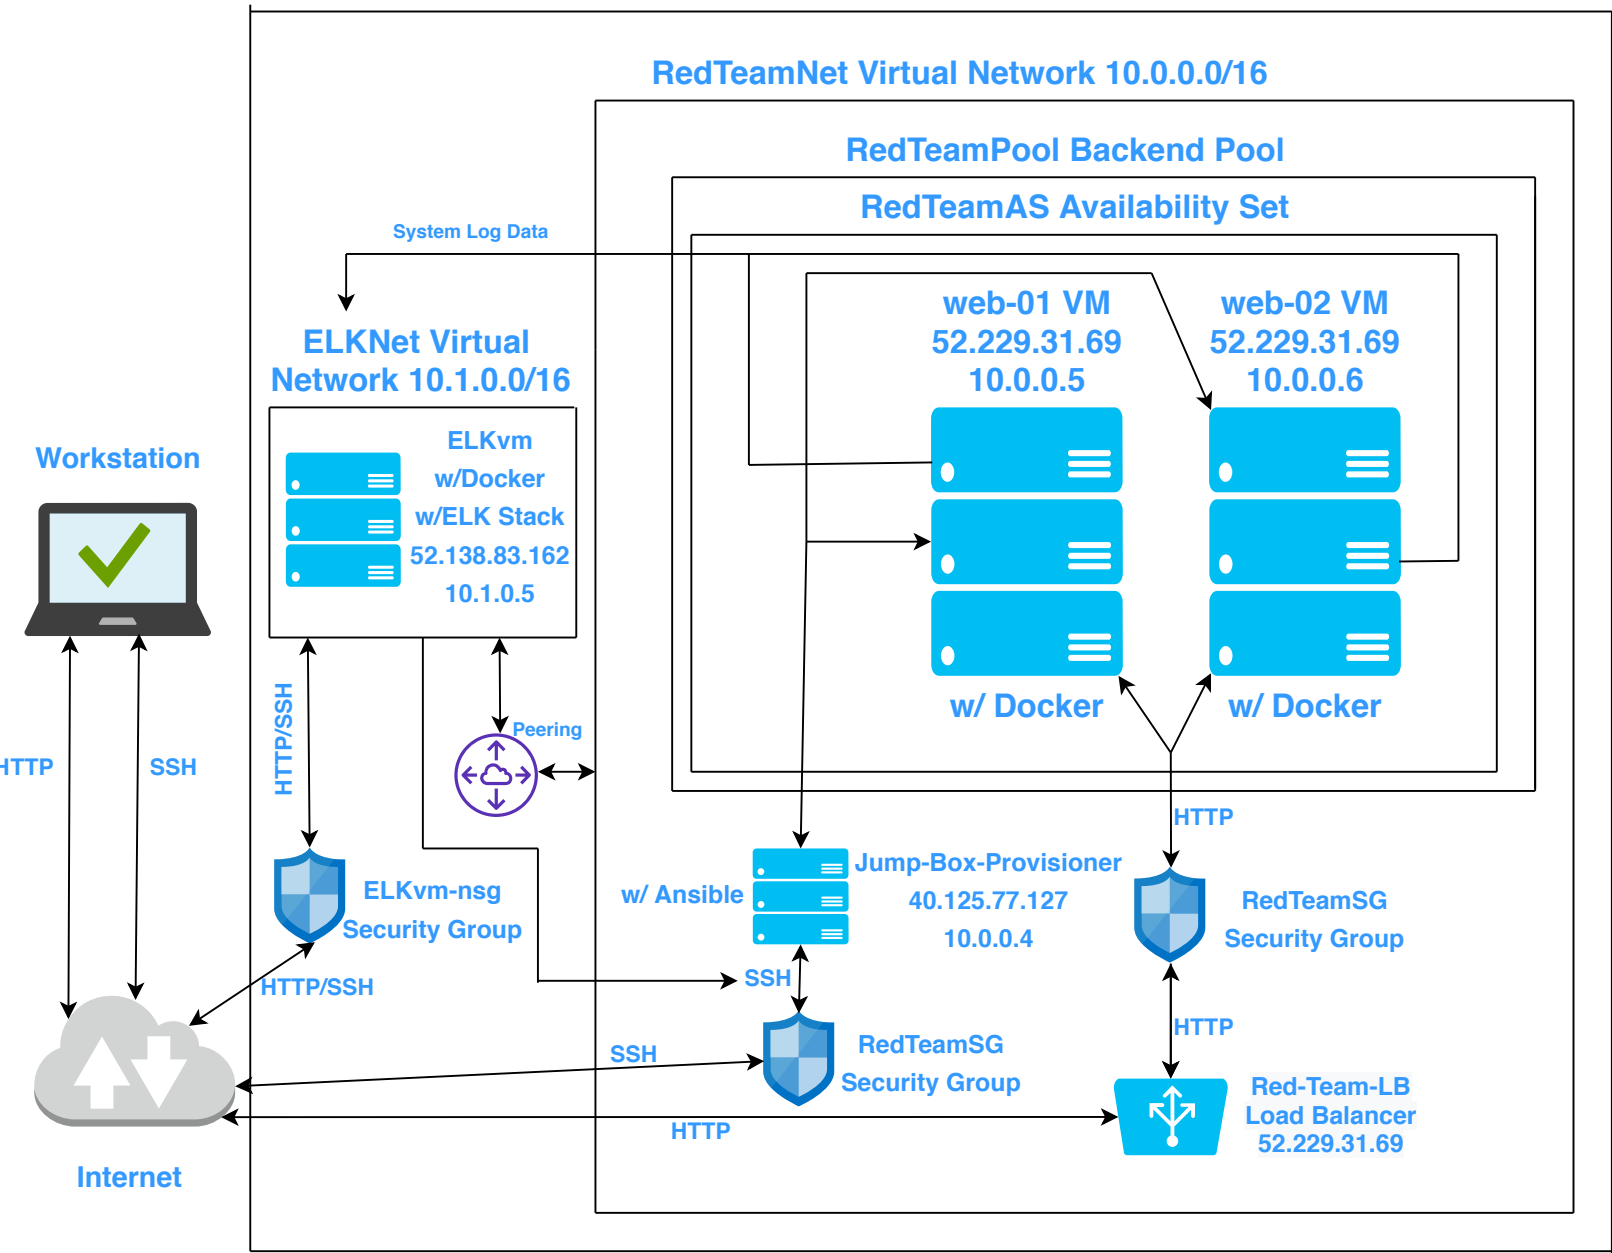 RedTeamNet Virtual Network 10.0.0.0/16
RedTeamPool Backend Pool
RedTeamAS Availability Set
System Log Data
web-01 VM
52.229.31.69
10.0.0.5
web-02 VM
52.229.31.69
10.0.0.6
ELKNet Virtual
Network 10.1.0.0/16
ELKvm
w/Docker
w/ELK Stack
52.138.83.162
10.1.0.5
Workstation
w/ Docker
w/ Docker
HTTP/SSH
Peering
HTTP
SSH
HTTP
w/ Ansible
Jump-Box-Provisioner
40.125.77.127
10.0.0.4
ELKvm-nsg
Security Group
RedTeamSG
Security Group
HTTP/SSH
SSH
HTTP
SSH
RedTeamSG
Security Group
HTTP
Red-Team-LB
Load Balancer
52.229.31.69
Internet